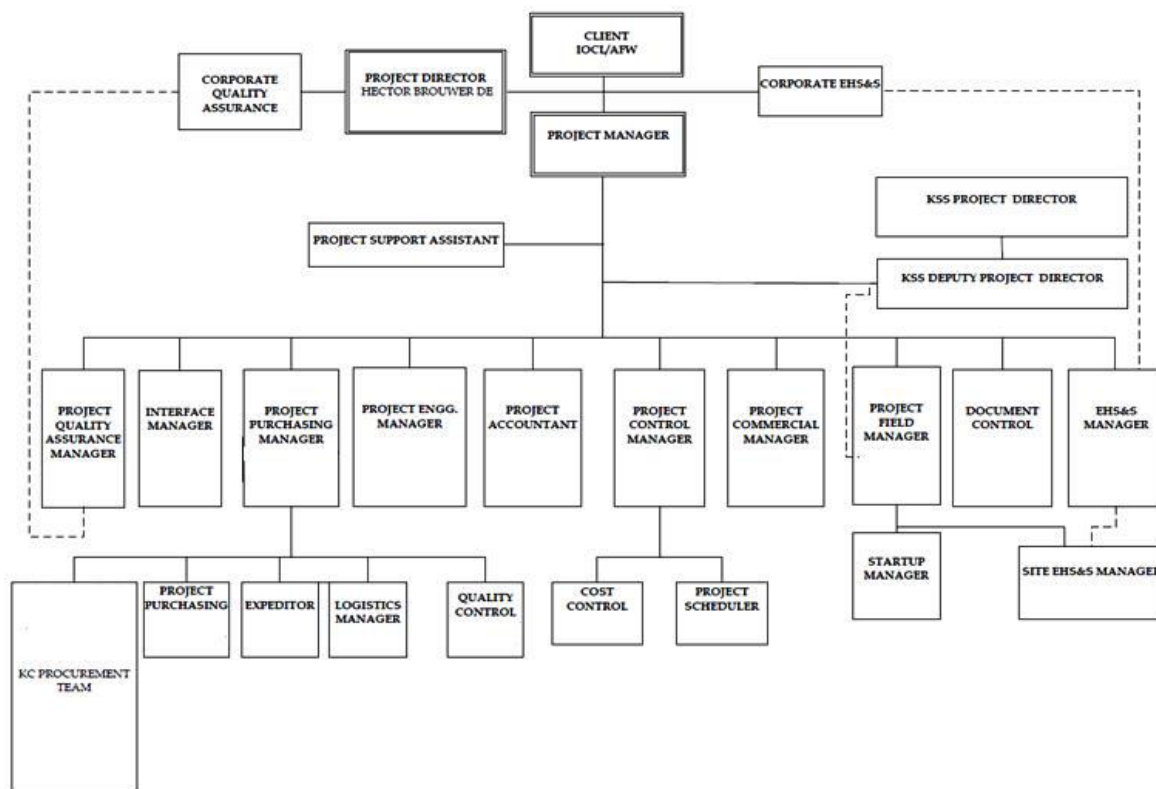 CLIENT
IOCL/AFW
PROJECT DIRECTOR
HECTOR BROUWER DE
CORPORATE
QUALITY
ASSURANCE
CORPORATE EHS&S
PROJECT MANAGER
KSS PROJECT DIRECTOR
PROJECT SUPPORT ASSISTANT
KSS DEPUTY PROJECT DIRECTOR
PROJECT
QUALITY
ASSURANCE
MANAGER
INTERFACE
MANAGER
PROJECT
PURCHASING
MANAGER
PROJECT ENGG.
MANAGER
PROJECT
ACCOUNTANT
PROJECT
CONTROL
MANAGER
PROJECT
COMMERCIAL
MANAGER
PROJECT
FIELD
MANAGER
DOCUMENT
CONTROL
EHS&S
MANAGER
STARTUP
MANAGER
SITE EHS&S MANAGER
KC PROCUREMENT
TEAM
PROJECT
PURCHASING
EXPEDITOR
LOGISTICS
MANAGER
QUALITY
CONTROL
COST
CONTROL
PROJECT
SCHEDULER